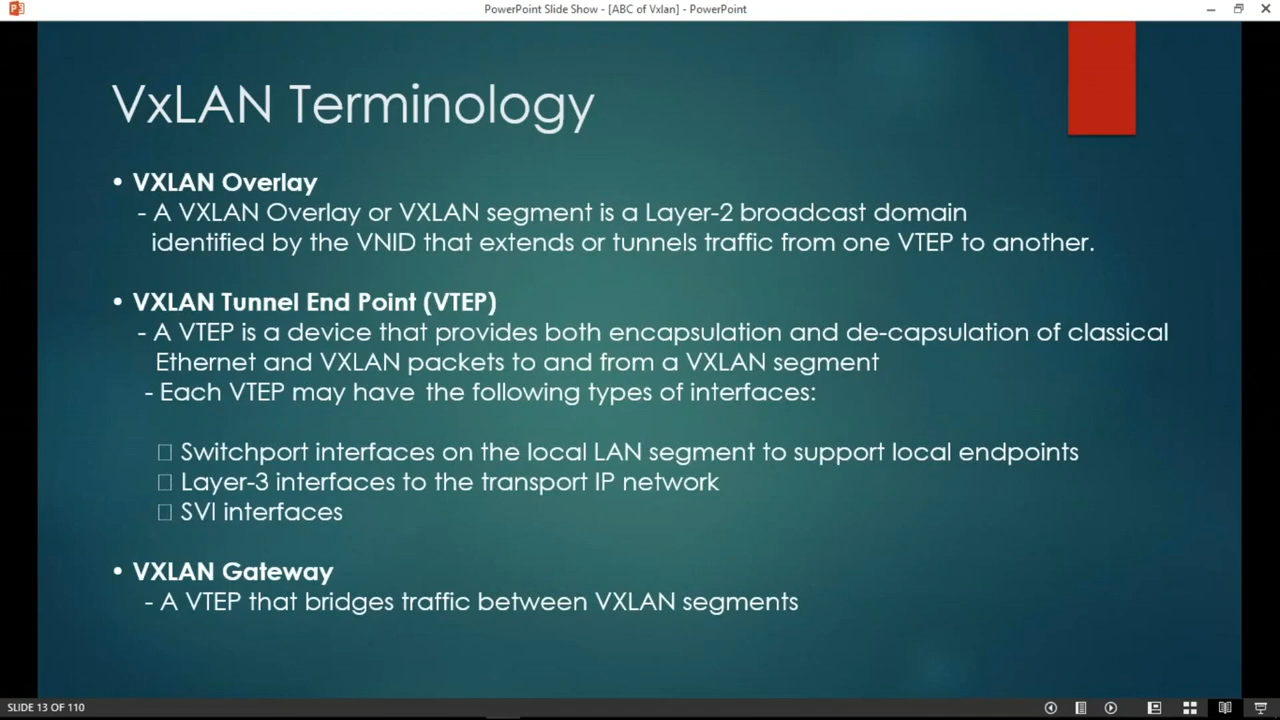 PowerPoint Slide Show - [ABC of Vxlan] - PowerPoint
VxLAN Terminology
• VXLAN Overlay
- A VXLAN Overlay or VXLAN segment is a Layer-2 broadcast domain
identified by the VNID that extends or tunnels traffic from one VTEP to another.
• VXLAN Tunnel End Point (VTEP)
- A VTEP is a device that provides both encapsulation and de-capsulation of classical
Ethernet and VXLAN packets to and from a VXLAN segment
- Each VTEP may have the following types of interfaces:
Switchport interfaces on the local LAN segment to support local endpoints
Layer-3 interfaces to the transport IP network
SVI interfaces
• VXLAN Gateway
- A VTEP that bridges traffic between VXLAN segments
SLIDE 13 OF 110